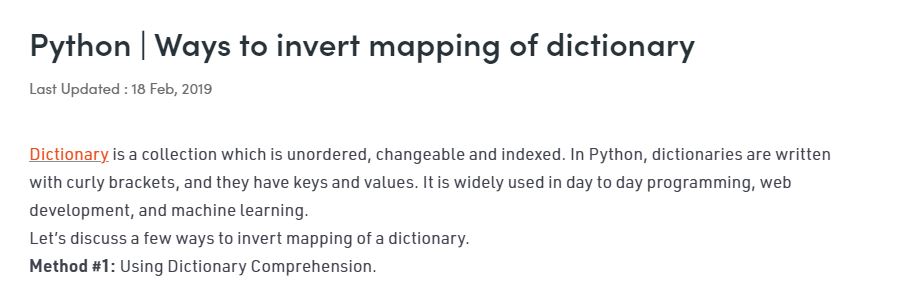 Python | Ways to invert mapping of dictionary
Last Updated : 18 Feb, 2019
Dictionary is a collection which is unordered, changeable and indexed. In Python, dictionaries are written
with curly brackets, and they have keys and values. It is widely used in day to day programming, web
development, and machine learning.
Let’s discuss a few ways to invert mapping of a dictionary.
Method #1: Using Dictionary Comprehension.